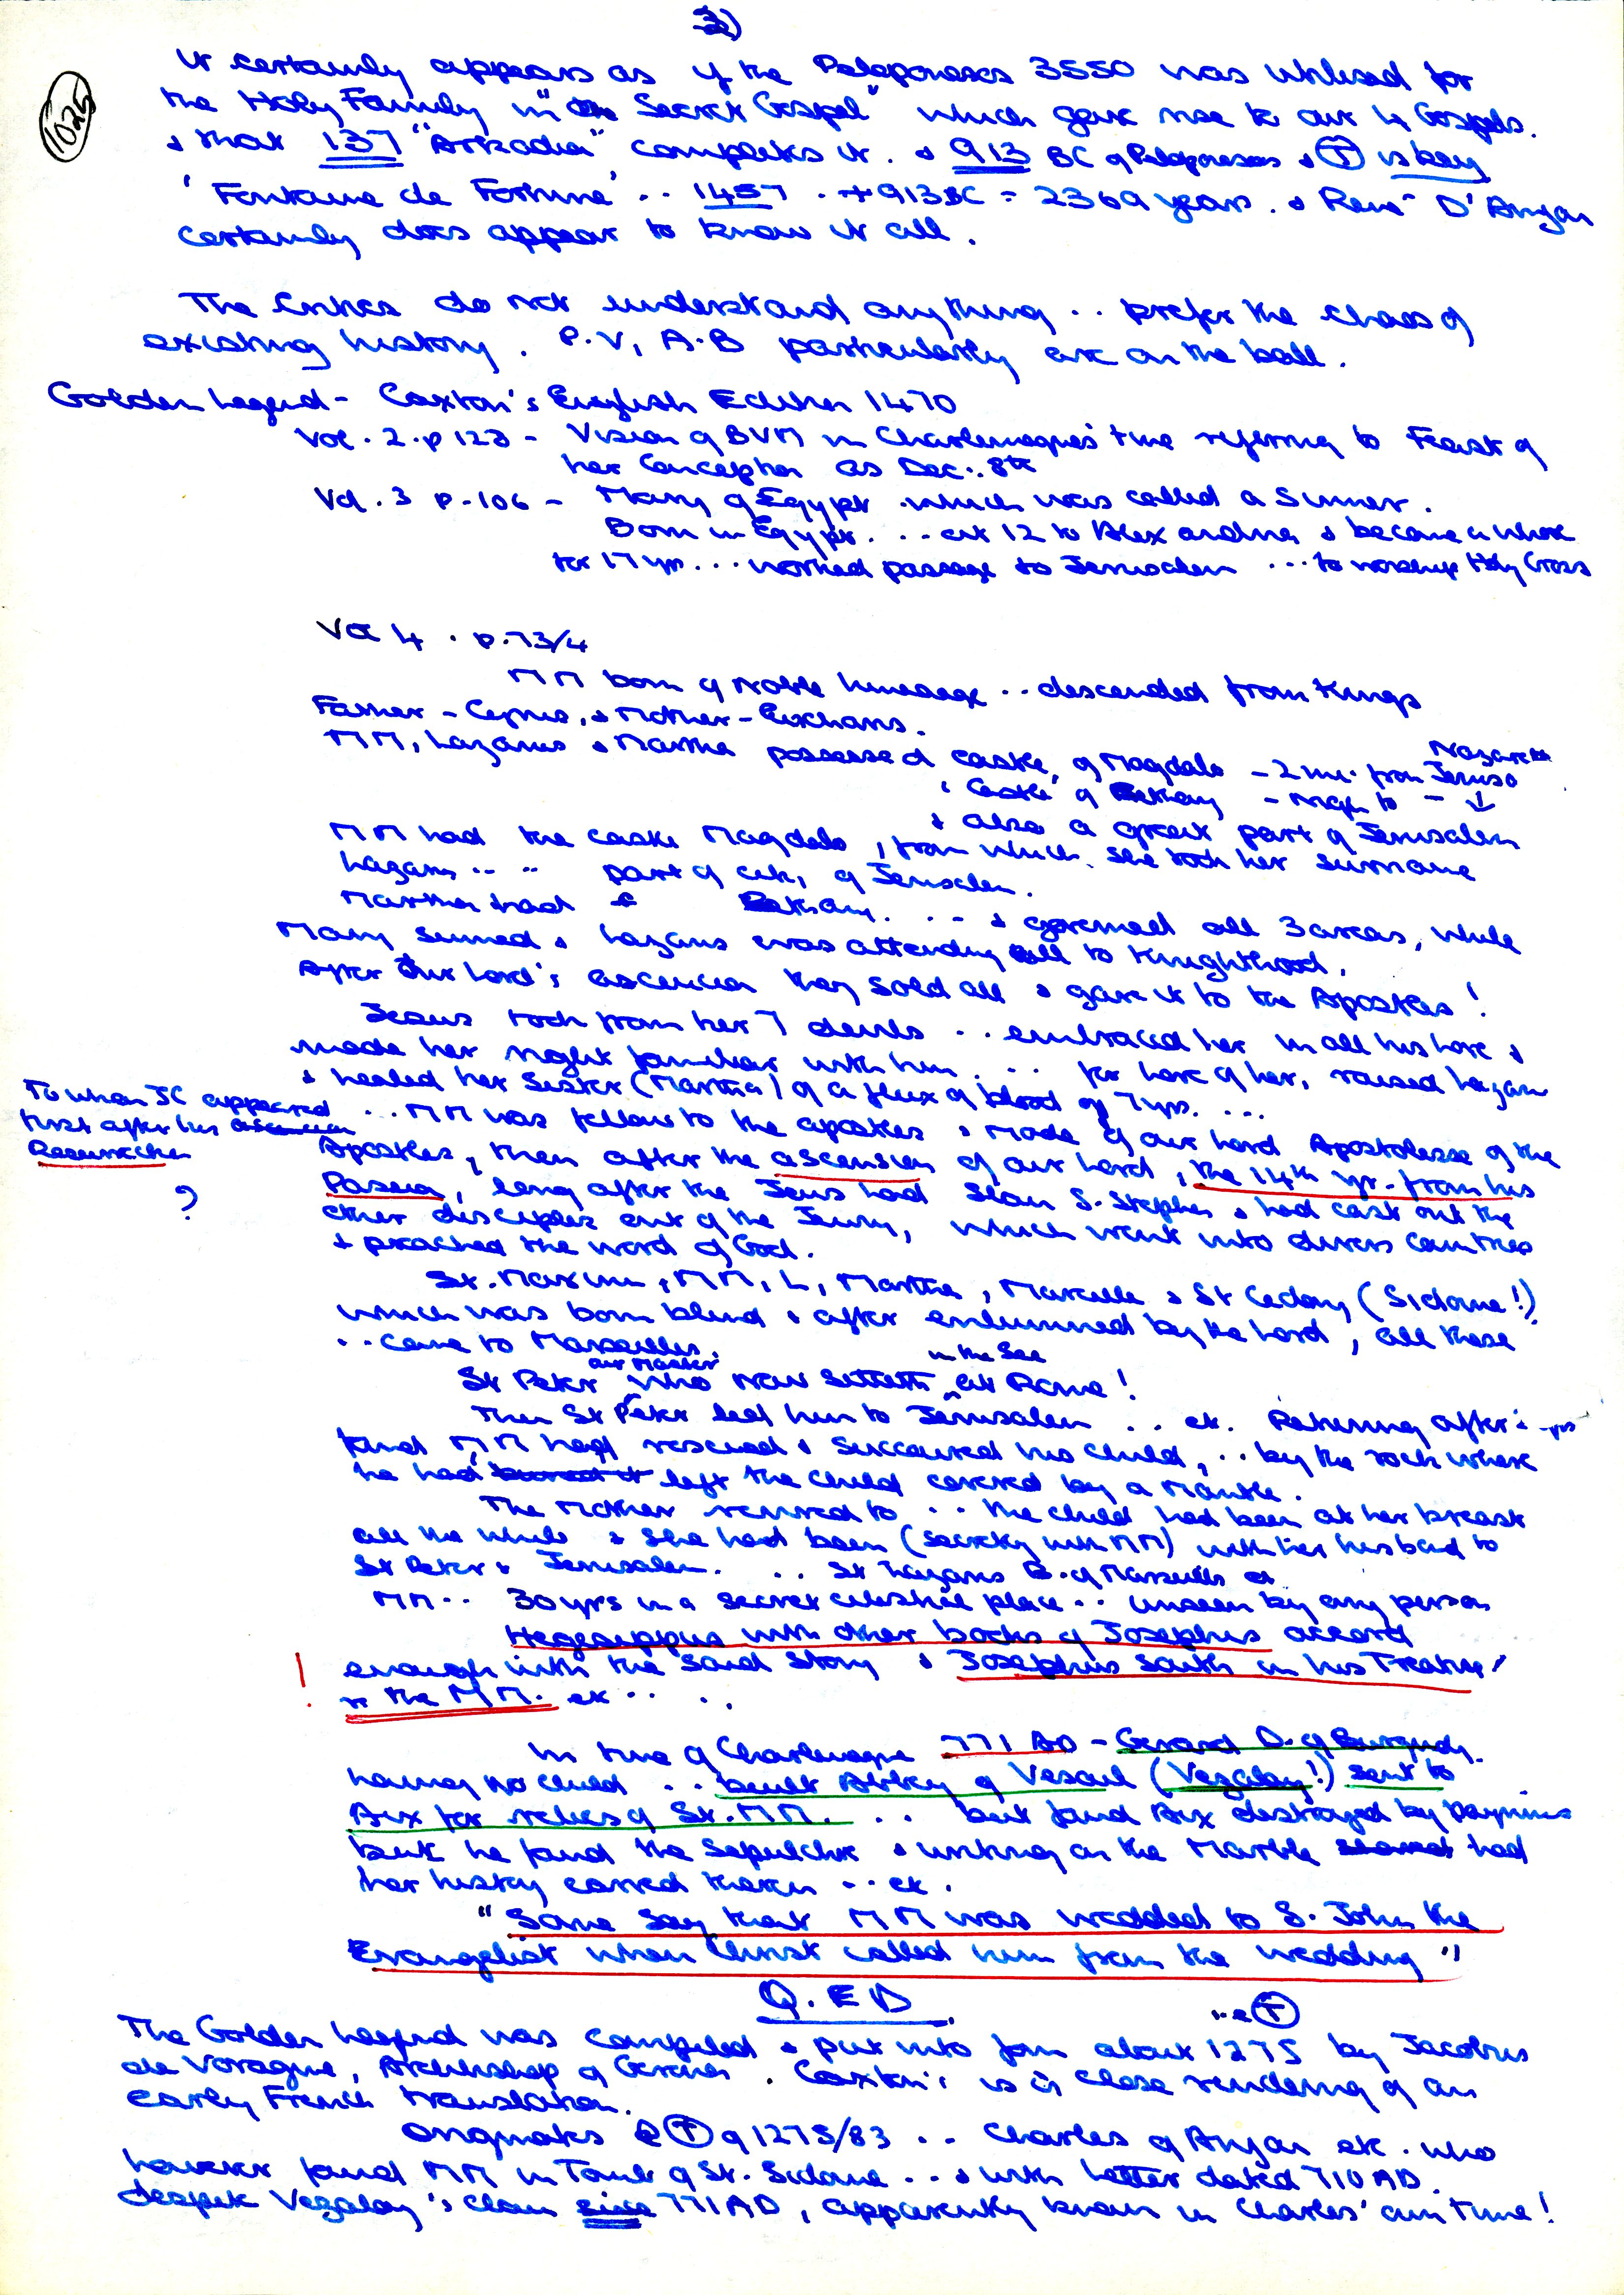 3)
1025
It certainly appears as if the Peloponeses 3550 was utilised for
the Holy Family in "Secret Gospel" which gave rise to our 4 Gospels.
& that 137 "Arkadia" completes it. & 913 BC of Peloponeses & (T) is key
'Fontaine de Fortune' .. 1457 . + 913 BC = 2369 years. & René D'Anjou
certainly does appear to know it all.
The Critics do not understand anything .. prefer the chaos of
existing history. P.V, A.B particularly are on the ball.
Golden Legend - Caxton's English Edition 1470
Vol. 2. p 123 - Vision of BVM in Charlemagnes' time referring to Feast of
her Conception as Dec: 8th
Vol. 3 p. 106 - Mary of Egypt which was called a Sinner.
Born in Egypt ... at 12 to Alexandria & became a whore
for 17 yrs ... worked passage to Jerusalem ... to worship Holy Cross
Vol 4 . p. 73/4
MM born of Noble lineage .. descended from Kings
Father - Cyrus, & Mother - Eucharis.
MM, Lazarus & Martha possessed castle, of Magdalo - 2 mi. from Jerusa
Nazareth
& Castle of Bethany - nigh to - ↓
& also a great part of Jerusalem
MM had the castle Magdalo, from which she took her surname
Lazarus .. .. part of city of Jerusalem.
Martha had Bethany. ... & governed all 3 areas, while
Mary sinned & Lazarus was attending all to Knighthood.
After Our Lord's ascension they sold all & gave it to the Apostles!
Jesus took from her 7 devils .. embraced her in all his love &
made her right familiar with him ... for love of her, raised Lazarus
& healed her Sister (Martha) of a flux of blood of 7 yrs. ...
To whom JC appeared
first after his ascension
Resurrection
?
... MM was fellow to the apostles & made of our Lord Apostolesse of the
Apostles, then after the ascension of our Lord, the 14th yr. from his
Passion, long after the Jews had slain S. Stephen & had cast out the
other disciples out of the Jewry, which went into divers countries
& preached the word of God.
St. Maximin, MM, L, Martha, Marcelle & St Cedony (Sidoine!)
which was born blind & after enlumined by the Lord, all these
.. came to Marseilles.
St Peter our Master who now sitteth in the See at Rome!
Then St Peter led him to Jerusalem .. etc. Returning after 2 yrs
found MM had rescued & succoured his child, .. by the rock where
he had left the child covered by a Mantle.
The Mother revived to .. the child had been at her breast
all the while & she had been (secretly with MM) with her husband to
St Peter & Jerusalem. .. St Lazarus B. of Marseilles etc
MM .. 30 yrs in a secret celestial place .. unseen by any person
Hegesippus with other books of Josephus accord
enough with the said Story & Josephus saith in his Treatise
! to the MM. etc .. ..
In time of Charlemagne 771 AD - Gerard D. of Burgundy.
having no child .. built Abbey of Vesoul (Vezalay!) sent to
Aix for relics of St. MM. .. but found Aix destroyed by Paynims
but he found the Sepulchre & writing on the Marble showed had
her history carved therein .. etc.
"Some say that MM was wedded to S. John the
Evangelist when Christ called him from the wedding"
Q.E D
.. e (T)
The Golden Legend was compiled & put into form about 1275 by Jacobus
de Voragine, Archbishop of Genoa. Caxton's is a close rendering of an
early French translation.
Originates @ (T) of 1275/83 .. Charles of Anjou etc. who
however found MM in Tomb of St. Sidoine .. & with letter dated 710 AD.
despite Vezalay's claim since 771 AD, apparently known in Charles' own time!